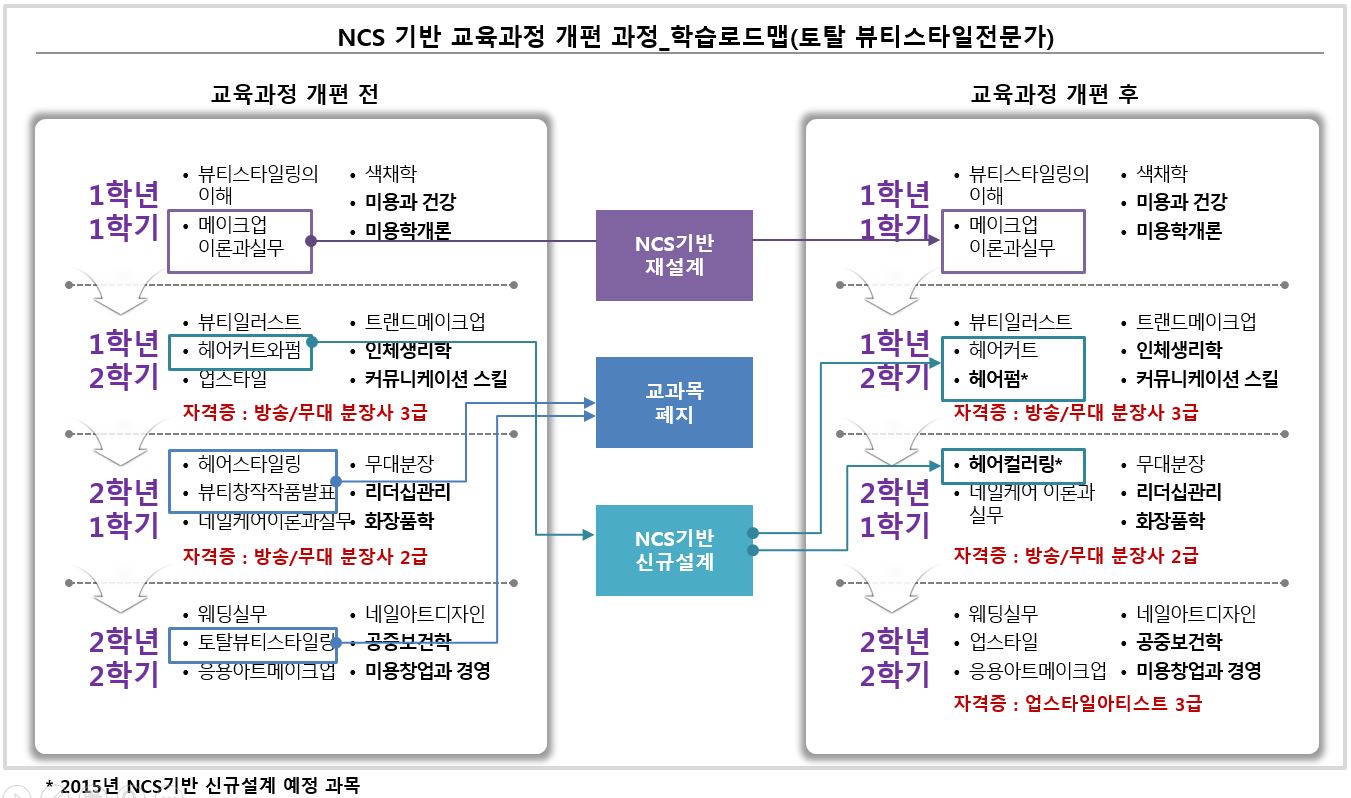 NCS 기반 교육과정 개편 과정_학습로드맵(토탈 뷰티스타일전문가)
교육과정 개편 전
1학년
1학기
• 뷰티스타일링의
이해
• 메이크업
이론과실무
• 색채학
• 미용과 건강
• 미용학개론
1학년
2학기
• 뷰티일러스트
• 헤어커트와펌
• 업스타일
• 트랜드메이크업
• 인체생리학
• 커뮤니케이션 스킬
자격증 : 방송/무대 분장사 3급
2학년
1학기
• 헤어스타일링
• 뷰티창작작품발표
• 네일케어이론과실무
• 무대분장
• 리더십관리
• 화장품학
자격증 : 방송/무대 분장사 2급
2학년
2학기
• 웨딩실무
• 토탈뷰티스타일링
• 응용아트메이크업
• 네일아트디자인
• 공중보건학
• 미용창업과 경영
NCS기반
재설계
교과목
폐지
NCS기반
신규설계
교육과정 개편 후
1학년
1학기
• 뷰티스타일링의
이해
• 메이크업
이론과실무
• 색채학
• 미용과 건강
• 미용학개론
1학년
2학기
• 뷰티일러스트
• 헤어커트
• 헤어펌*
• 트랜드메이크업
• 인체생리학
• 커뮤니케이션 스킬
자격증 : 방송/무대 분장사 3급
2학년
1학기
• 헤어컬러링*
• 네일케어 이론과
실무
• 무대분장
• 리더십관리
• 화장품학
자격증 : 방송/무대 분장사 2급
2학년
2학기
• 웨딩실무
• 업스타일
• 응용아트메이크업
• 네일아트디자인
• 공중보건학
• 미용창업과 경영
자격증 : 업스타일아티스트 3급
* 2015년 NCS기반 신규설계 예정 과목